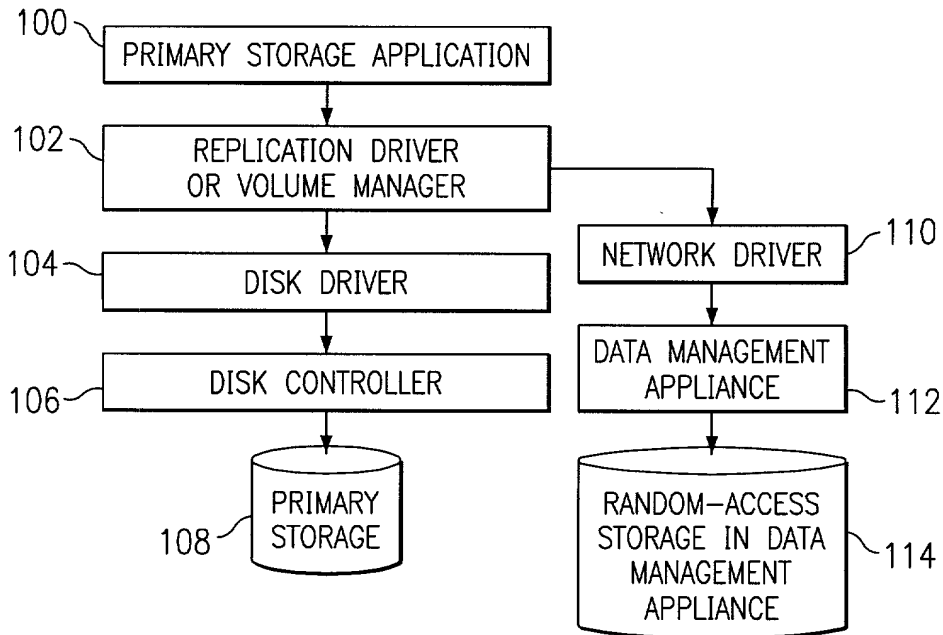 100
PRIMARY STORAGE APPLICATION
102
REPLICATION DRIVER
OR VOLUME MANAGER
104
DISK DRIVER
106
DISK CONTROLLER
108
PRIMARY
STORAGE
110
NETWORK DRIVER
DATA MANAGEMENT
APPLIANCE
112
RANDOM-ACCESS
STORAGE IN DATA
MANAGEMENT
APPLIANCE
114